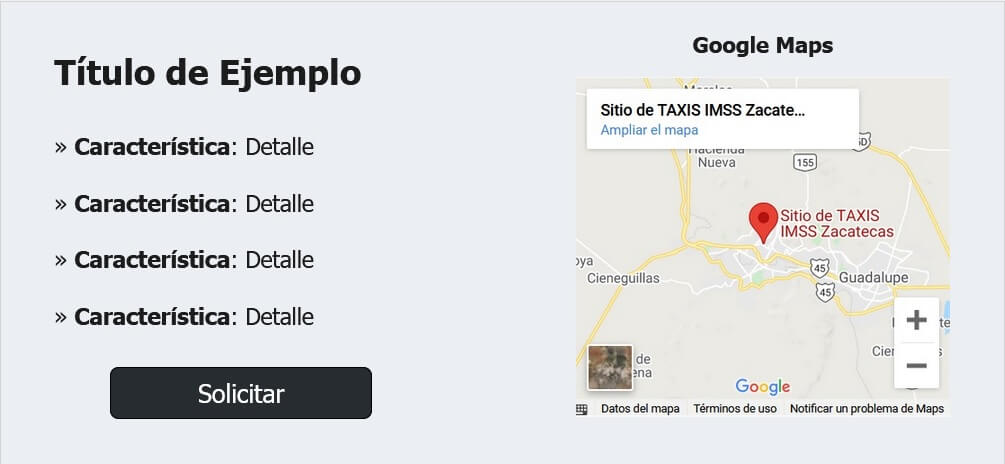 Título de Ejemplo
» Característica: Detalle
» Característica: Detalle
» Característica: Detalle
» Característica: Detalle
Solicitar
Google Maps
Sitio de TAXIS IMSS Zacate...
Ampliar el mapa
Hacienda
Nueva
155
Sitio de TAXIS
IMSS Zacatecas
oya
Cieneguillas
45
Guadalupe
45
de
ena
Google
+
−
Datos del mapa
Términos de uso
Notificar un problema de Maps